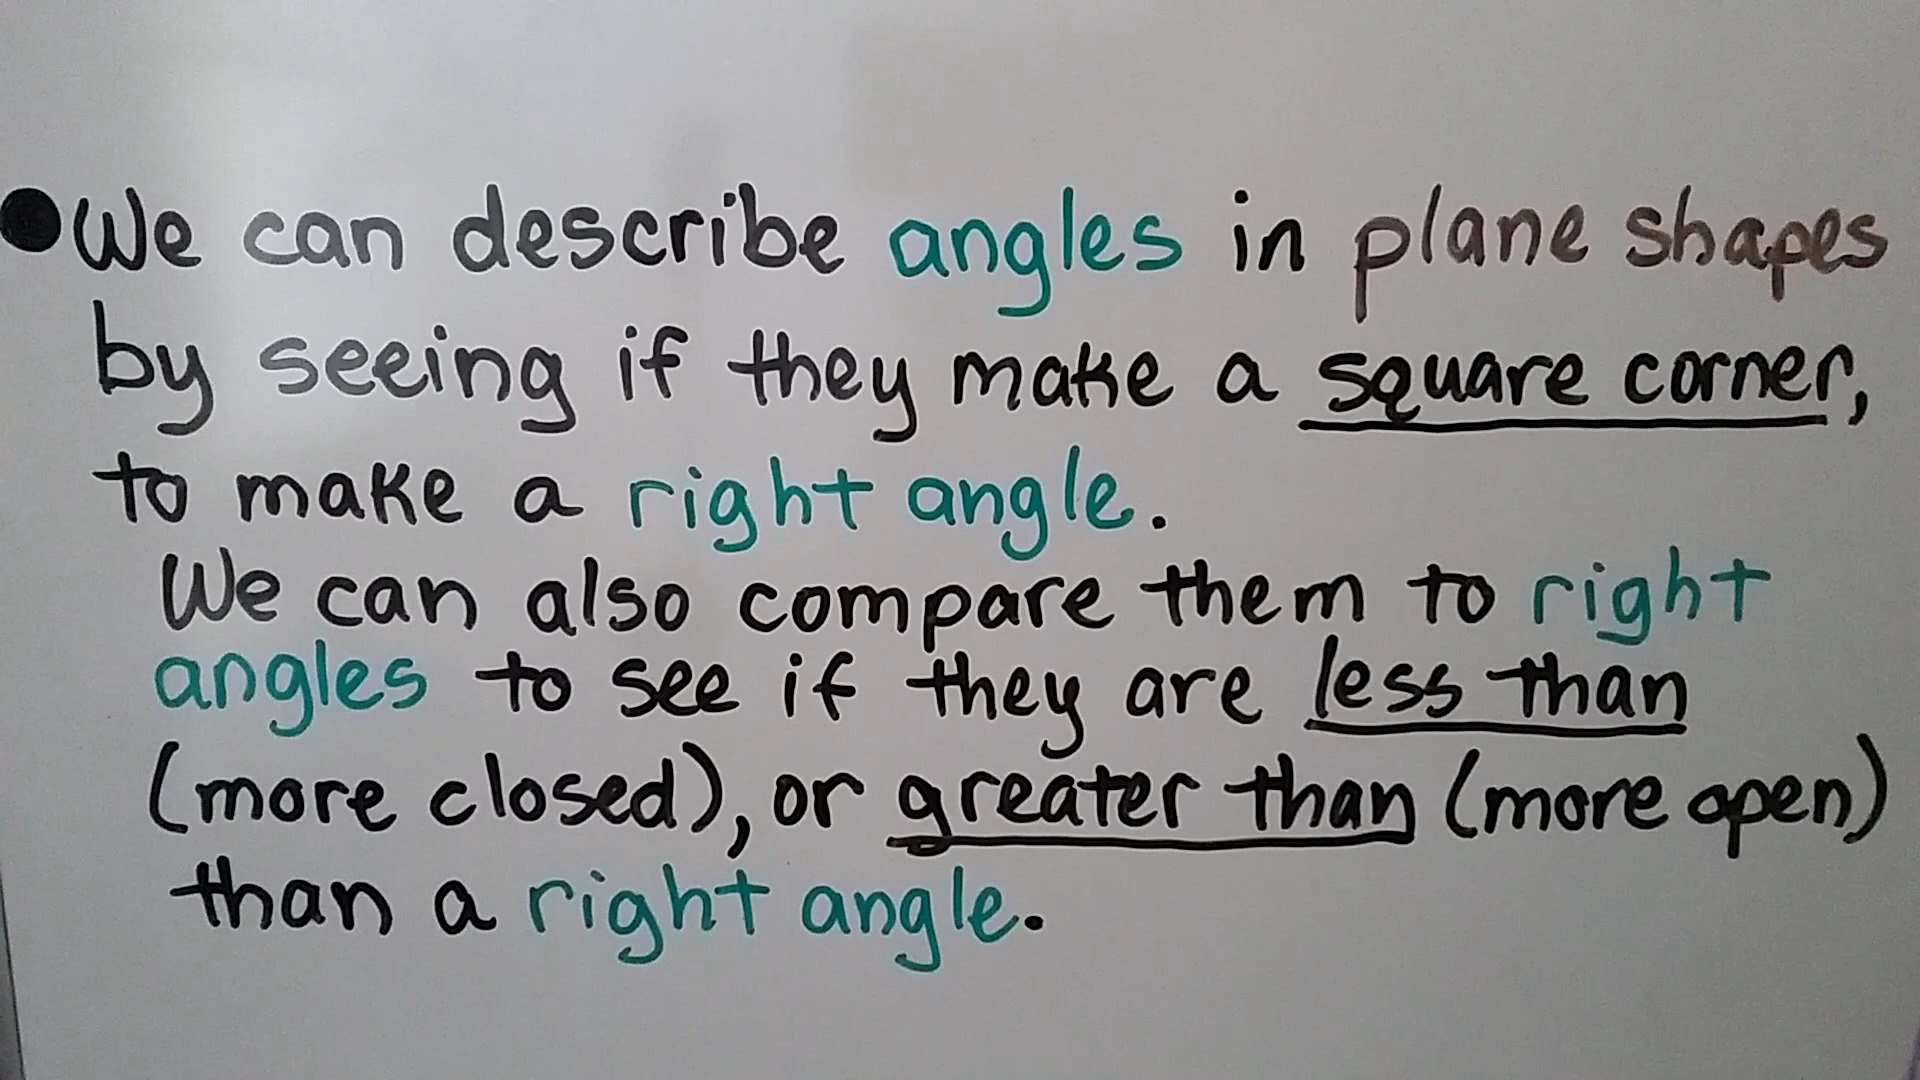 ●We can describe angles in plane shapes
by seeing if they make a square corner,
to make a right angle.
We can also compare them to right
angles to see if they are less than
(more closed), or greater than (more open)
than a right angle.